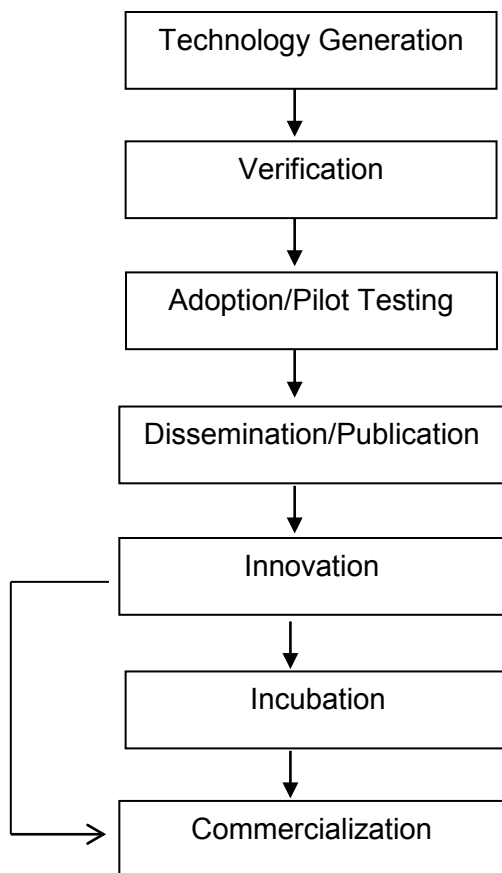 Technology Generation
Verification
Adoption/Pilot Testing
Dissemination/Publication
Innovation
Incubation
Commercialization